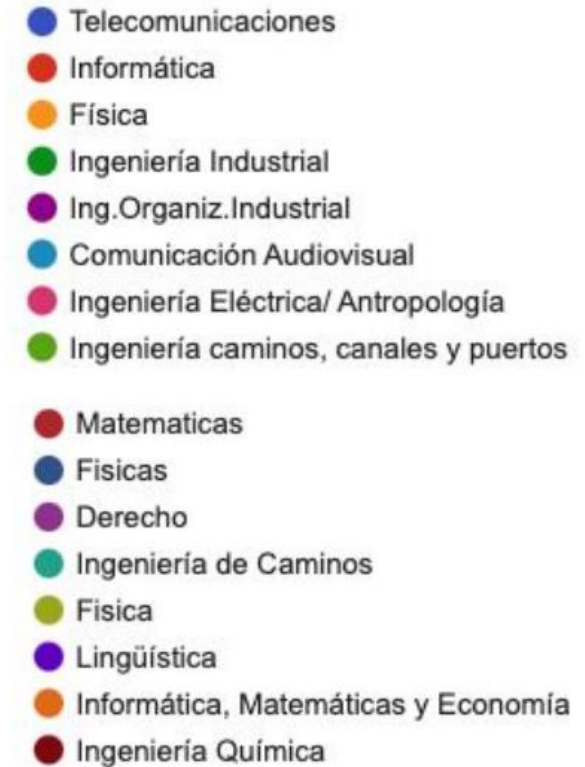 Telecomunicaciones
Informática
Física
Ingeniería Industrial
Ing.Organiz.Industrial
Comunicación Audiovisual
Ingeniería Eléctrica/ Antropología
Ingeniería caminos, canales y puertos
Matematicas
Fisicas
Derecho
Ingeniería de Caminos
Fisica
Lingüística
Informática, Matemáticas y Economía
Ingeniería Química